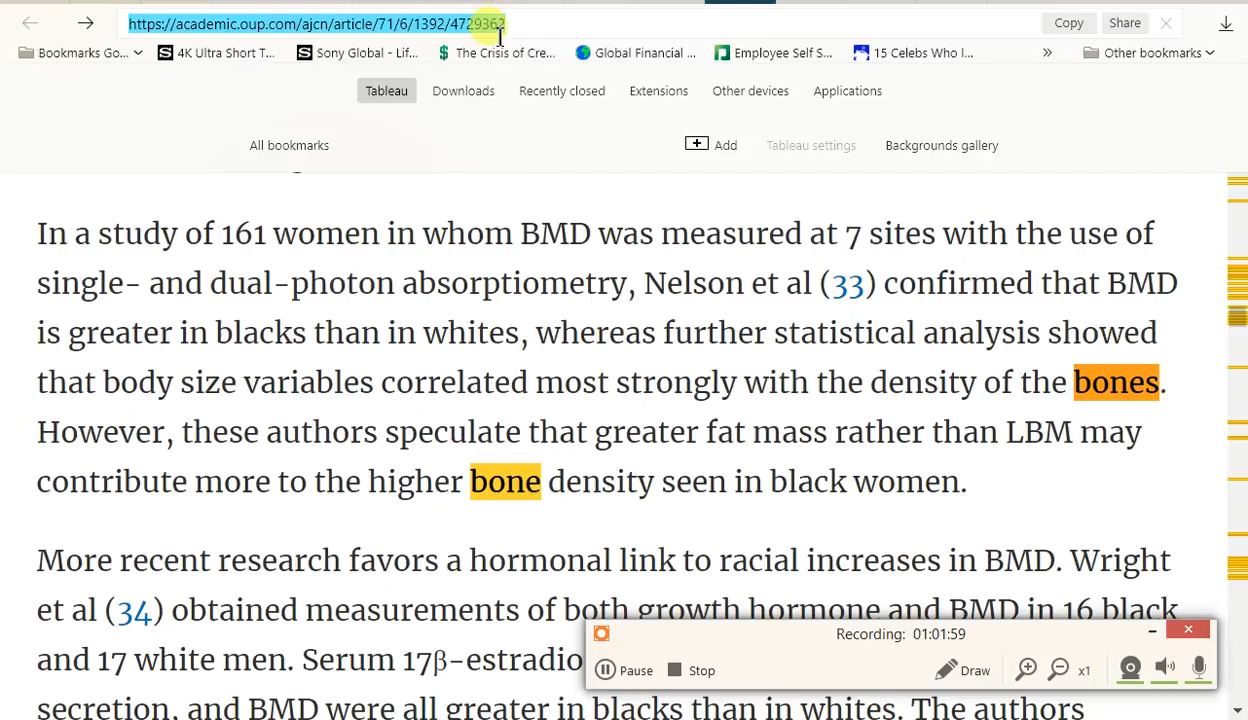 https://academic.oup.com/ajcn/article/71/6/1392/4729362
Copy
Share
Bookmarks Go...
4K Ultra Short T...
Sony Global - Lif...
The Crisis of Cre...
Global Financial ...
Employee Self S...
15 Celebs Who I...
»
Other bookmarks
Tableau
Downloads
Recently closed
Extensions
Other devices
Applications
All bookmarks
Add
Tableau settings
Backgrounds gallery
In a study of 161 women in whom BMD was measured at 7 sites with the use of
single- and dual-photon absorptiometry, Nelson et al (33) confirmed that BMD
is greater in blacks than in whites, whereas further statistical analysis showed
that body size variables correlated most strongly with the density of the bones.
However, these authors speculate that greater fat mass rather than LBM may
contribute more to the higher bone density seen in black women.
More recent research favors a hormonal link to racial increases in BMD. Wright
et al (34) obtained measurements of both growth hormone and BMD in 16 black
and 17 white men. Serum 17β-estradio
secretion, and BMD were all greater in blacks than in whites. The authors
Recording: 01:01:59
Pause
Stop
Draw
x1